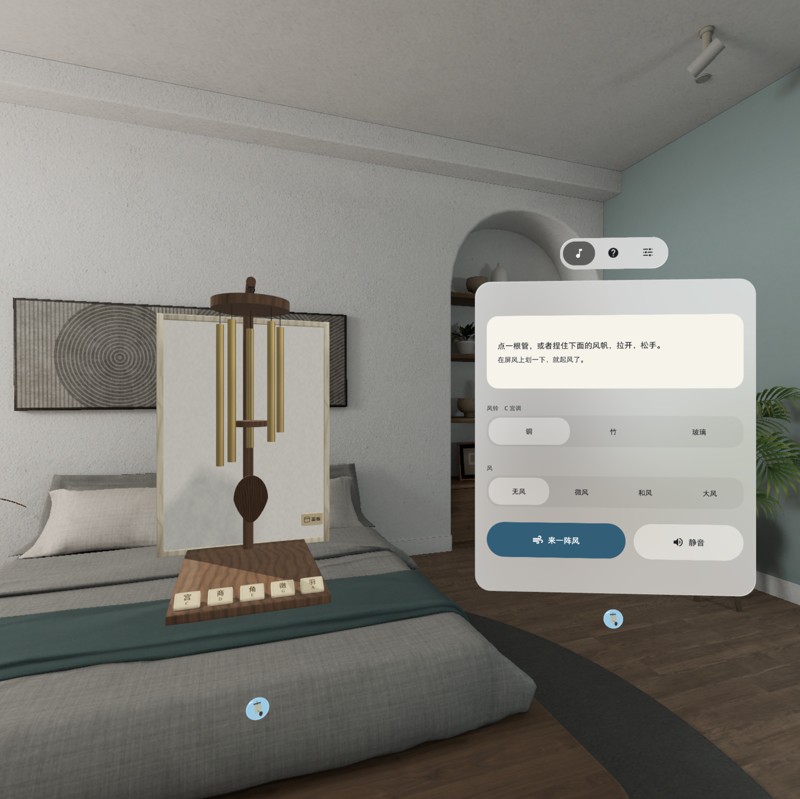 点一根管，或者捏住下面的风帆，拉开，松手。
在屏风上划一下，就起风了。
风铃 C 宫调
铜
竹
玻璃
风
无风
微风
和风
大风
来一阵风
静音
宫
商
角
徵
羽